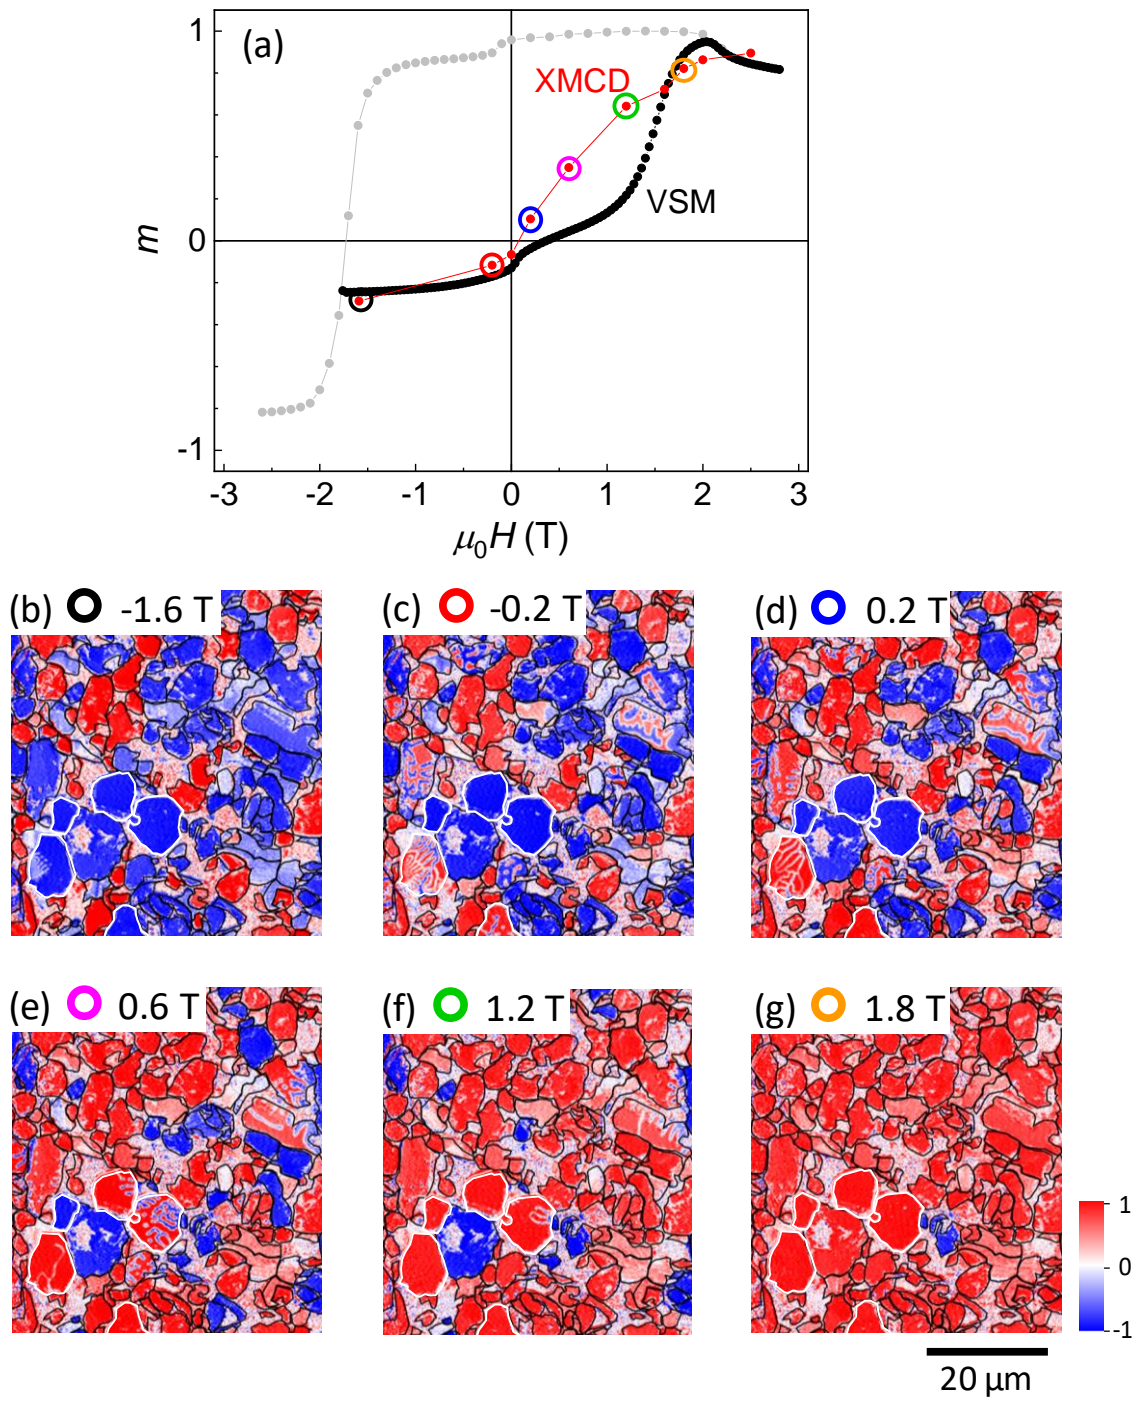 (a)
1
0
-1
m
XMCD
VSM
-3 -2 -1 0 1 2 3
μ₀H (T)
(b) -1.6 T
(c) -0.2 T
(d) 0.2 T
(e) 0.6 T
(f) 1.2 T
(g) 1.8 T
1
0
-1
20 μm